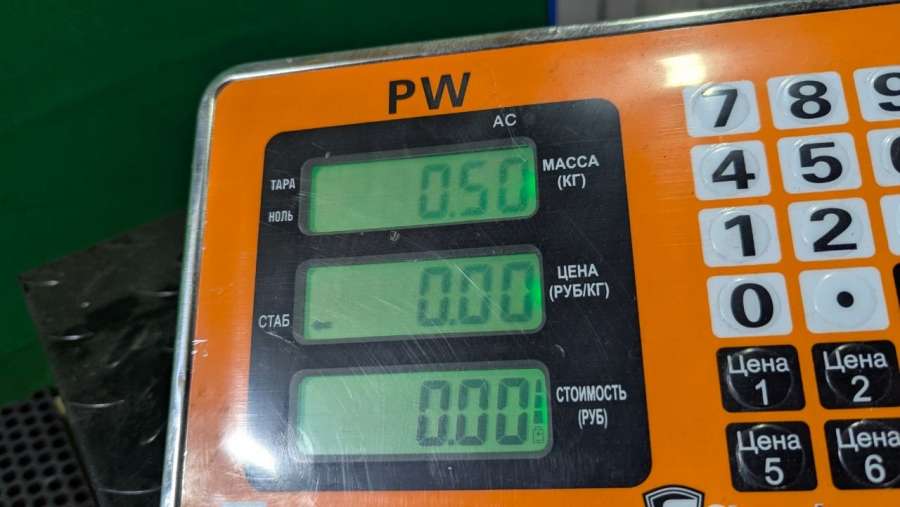 PW
AC
ТАРА
НОЛЬ
0.50
МАССА
(КГ)
СТАБ
0.00
ЦЕНА
(РУБ/КГ)
0.00
СТОИМОСТЬ
(РУБ)
7 8 9
4 5
1 2
0 .
Цена 1
Цена 2
Цена 5
Цена 6